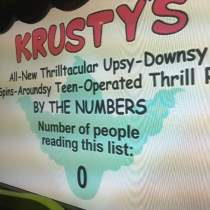 KRUSTY'S
All-New Thrilltacular Upsy-Downsy
Spins-Aroundsy Teen-Operated Thrill R
BY THE NUMBERS
Number of people
reading this list:
0